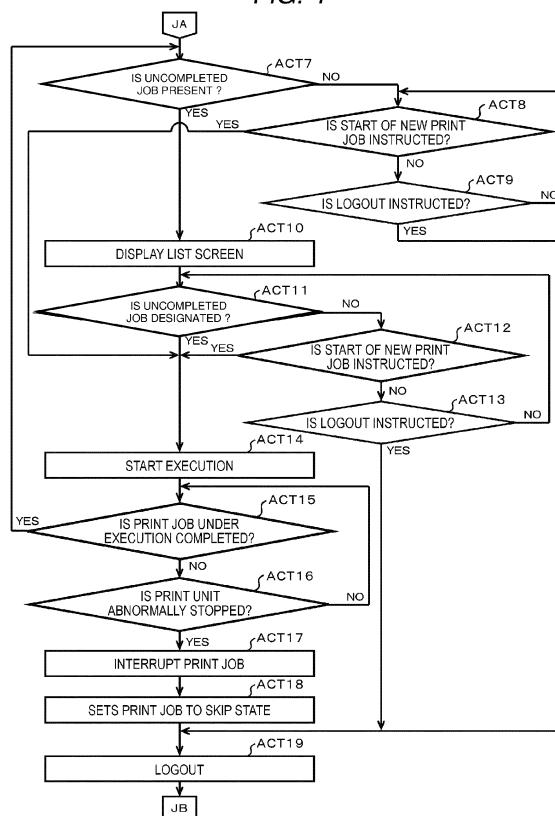 JA
ACT7
IS UNCOMPLETED
JOB PRESENT ?
NO
YES
ACT8
IS START OF NEW PRINT
JOB INSTRUCTED?
YES
NO
ACT9
IS LOGOUT INSTRUCTED?
NO
YES
ACT10
DISPLAY LIST SCREEN
ACT11
IS UNCOMPLETED
JOB DESIGNATED ?
NO
YES
ACT12
IS START OF NEW PRINT
JOB INSTRUCTED?
YES
NO
ACT13
IS LOGOUT INSTRUCTED?
NO
YES
ACT14
START EXECUTION
ACT15
IS PRINT JOB UNDER
EXECUTION COMPLETED?
YES
NO
ACT16
IS PRINT UNIT
ABNORMALLY STOPPED?
NO
YES
ACT17
INTERRUPT PRINT JOB
ACT18
SETS PRINT JOB TO SKIP STATE
ACT19
LOGOUT
JB